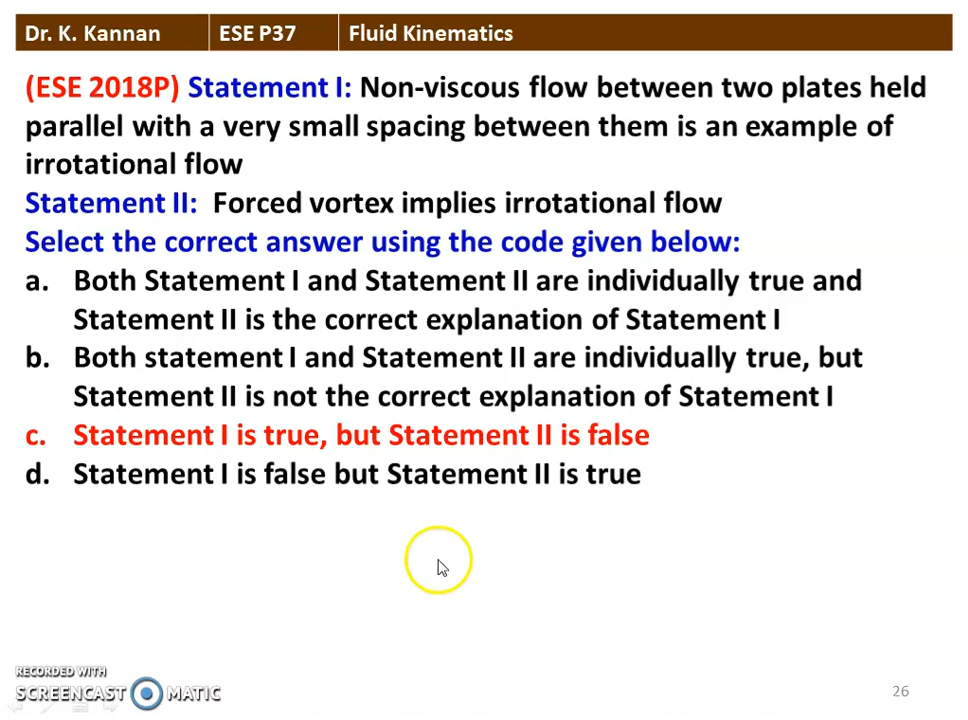 Dr. K. Kannan ESE P37 Fluid Kinematics
(ESE 2018P) Statement I: Non-viscous flow between two plates held
parallel with a very small spacing between them is an example of
irrotational flow
Statement II: Forced vortex implies irrotational flow
Select the correct answer using the code given below:
a. Both Statement I and Statement II are individually true and
Statement II is the correct explanation of Statement I
b. Both statement I and Statement II are individually true, but
Statement II is not the correct explanation of Statement I
c. Statement I is true, but Statement II is false
d. Statement I is false but Statement II is true
RECORDED WITH
SCREENCAST MATIC
26